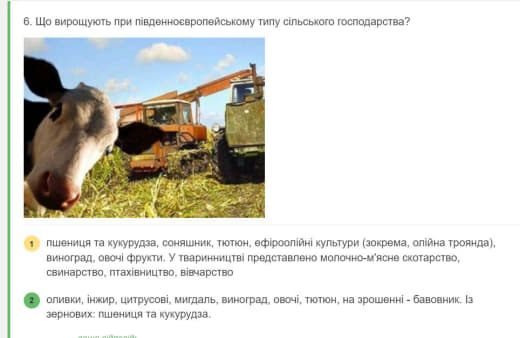 6. Що вирощують при південноєвропейському типу сільського господарства?
1 пшениця та кукурудза, соняшник, тютюн, ефіроолійні культури (зокрема, олійна троянда),
виноград, овочі фрукти. У тваринництві представлено молочно-м'ясне скотарство,
свинарство, птахівництво, вівчарство
2 оливки, інжир, цитрусові, мигдаль, виноград, овочі, тютюн, на зрошенні - бавовник. Із
зернових: пшениця та кукурудза.